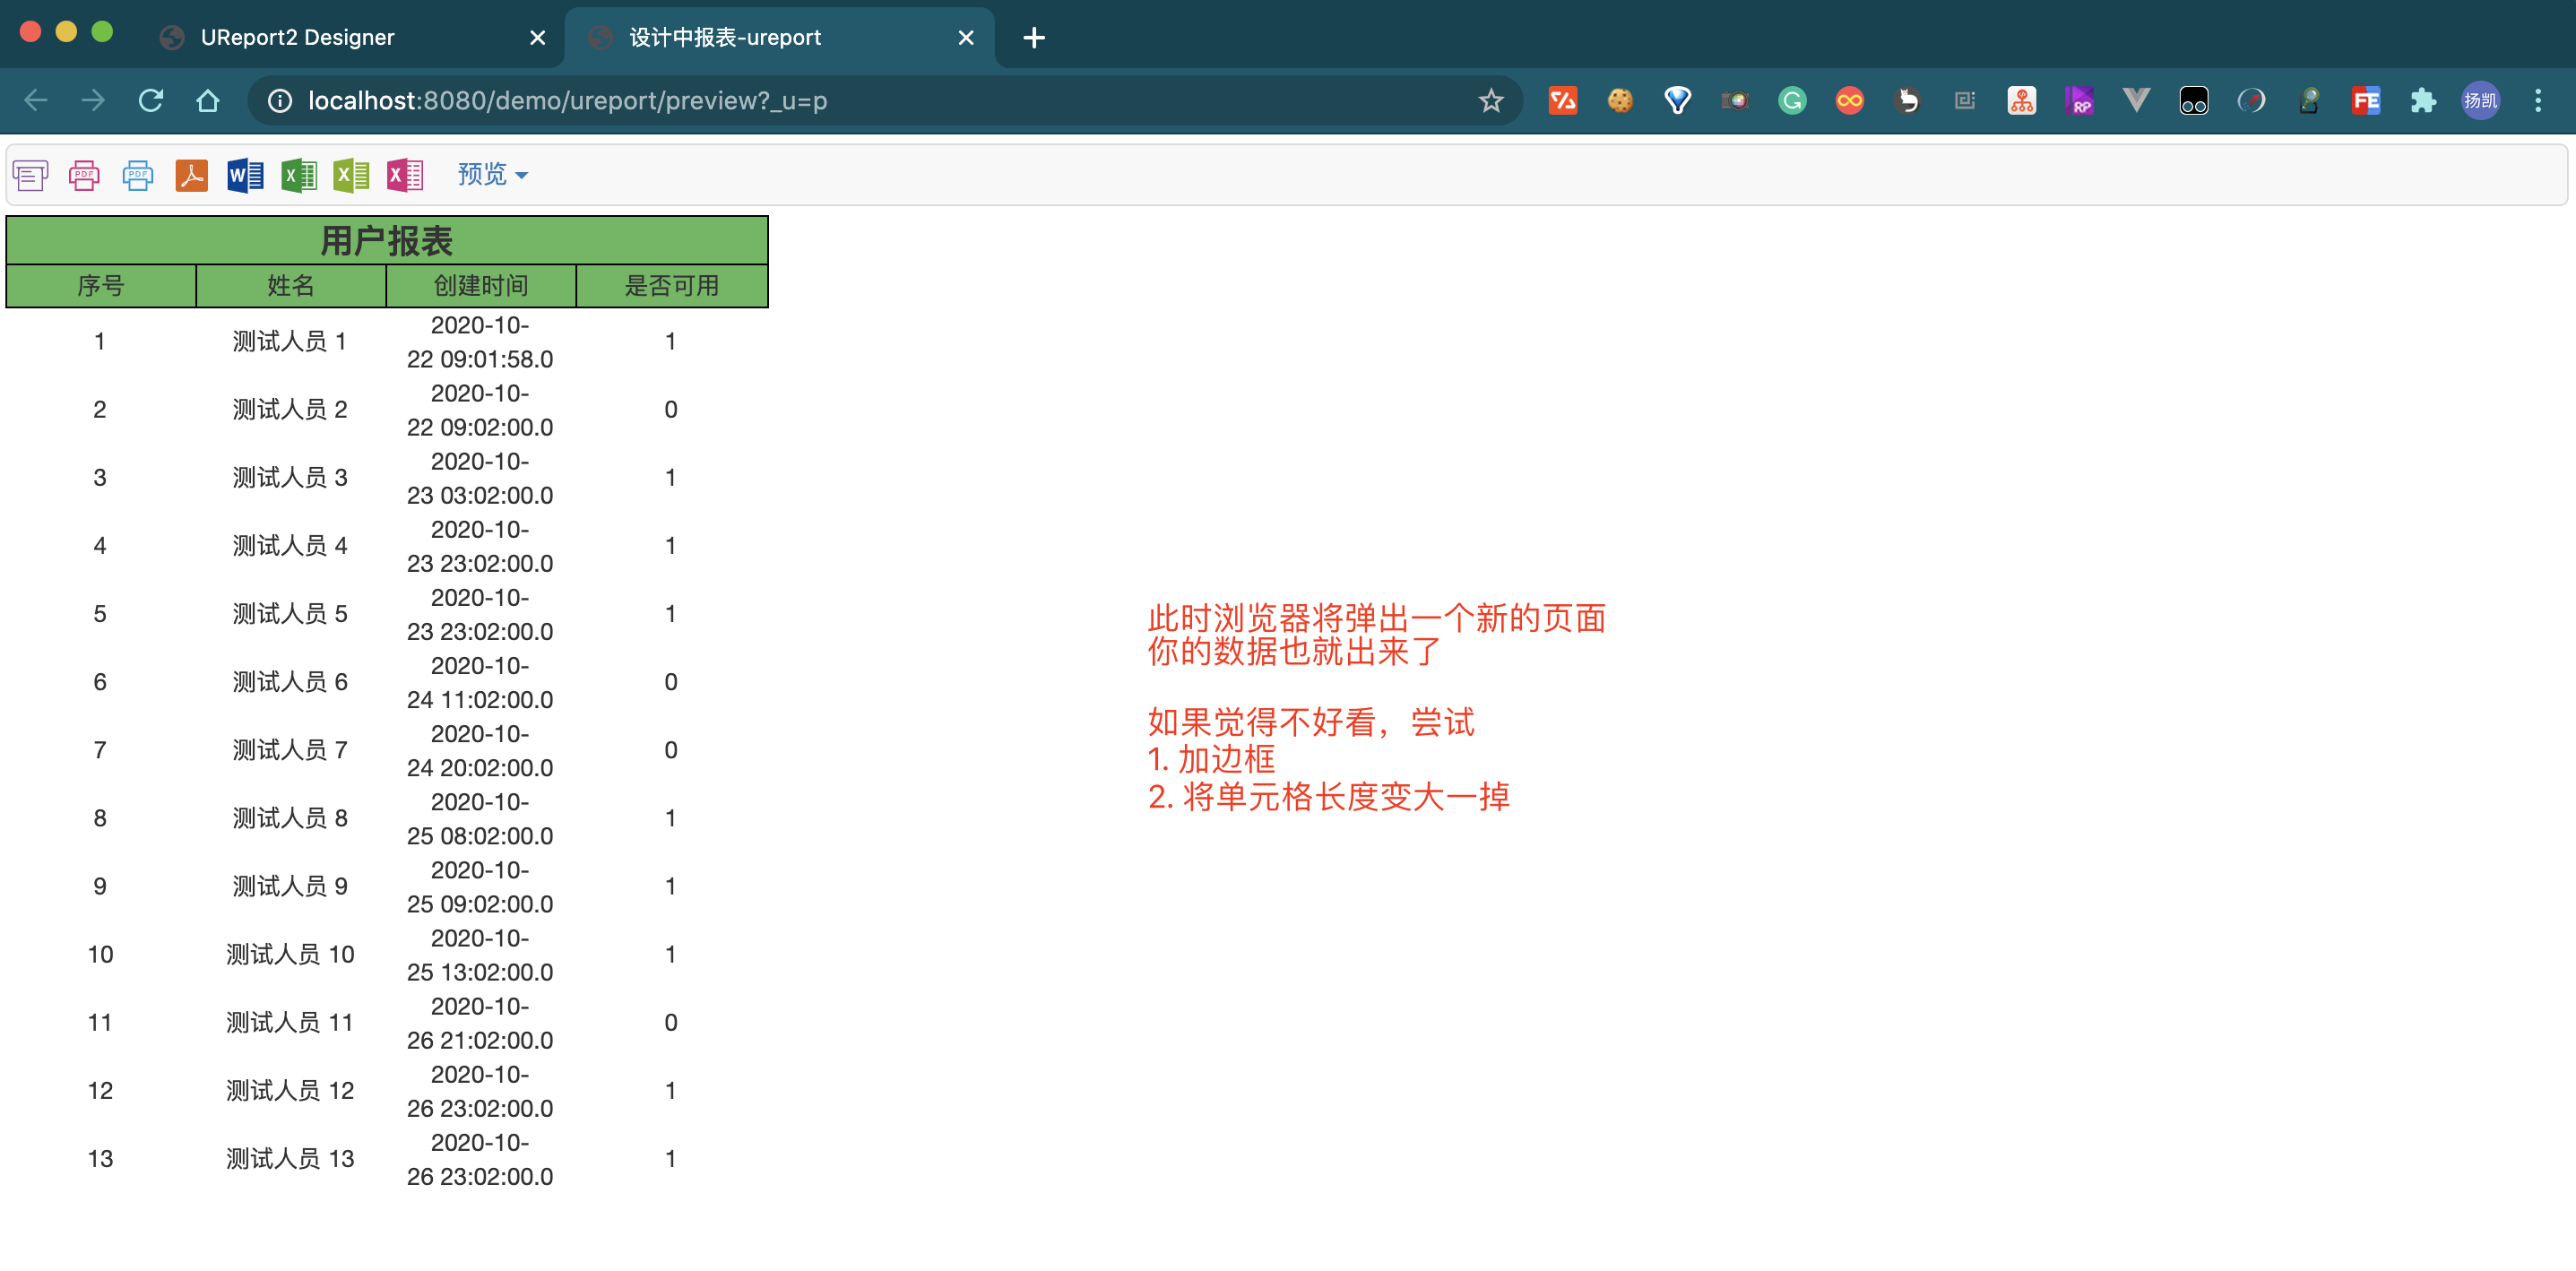 UReport2 Designer
设计中报表-ureport
localhost:8080/demo/ureport/preview?_u=p
扬凯
预览
用户报表
序号 姓名 创建时间 是否可用
1 测试人员 1 2020-10-22 09:01:58.0 1
2 测试人员 2 2020-10-22 09:02:00.0 0
3 测试人员 3 2020-10-23 03:02:00.0 1
4 测试人员 4 2020-10-23 23:02:00.0 1
5 测试人员 5 2020-10-23 23:02:00.0 1
6 测试人员 6 2020-10-24 11:02:00.0 0
7 测试人员 7 2020-10-24 20:02:00.0 0
8 测试人员 8 2020-10-25 08:02:00.0 1
9 测试人员 9 2020-10-25 09:02:00.0 1
10 测试人员 10 2020-10-25 13:02:00.0 1
11 测试人员 11 2020-10-26 21:02:00.0 0
12 测试人员 12 2020-10-26 23:02:00.0 1
13 测试人员 13 2020-10-26 23:02:00.0 1
此时浏览器将弹出一个新的页面
你的数据也就出来了
如果觉得不好看，尝试
1. 加边框
2. 将单元格长度变大一掉